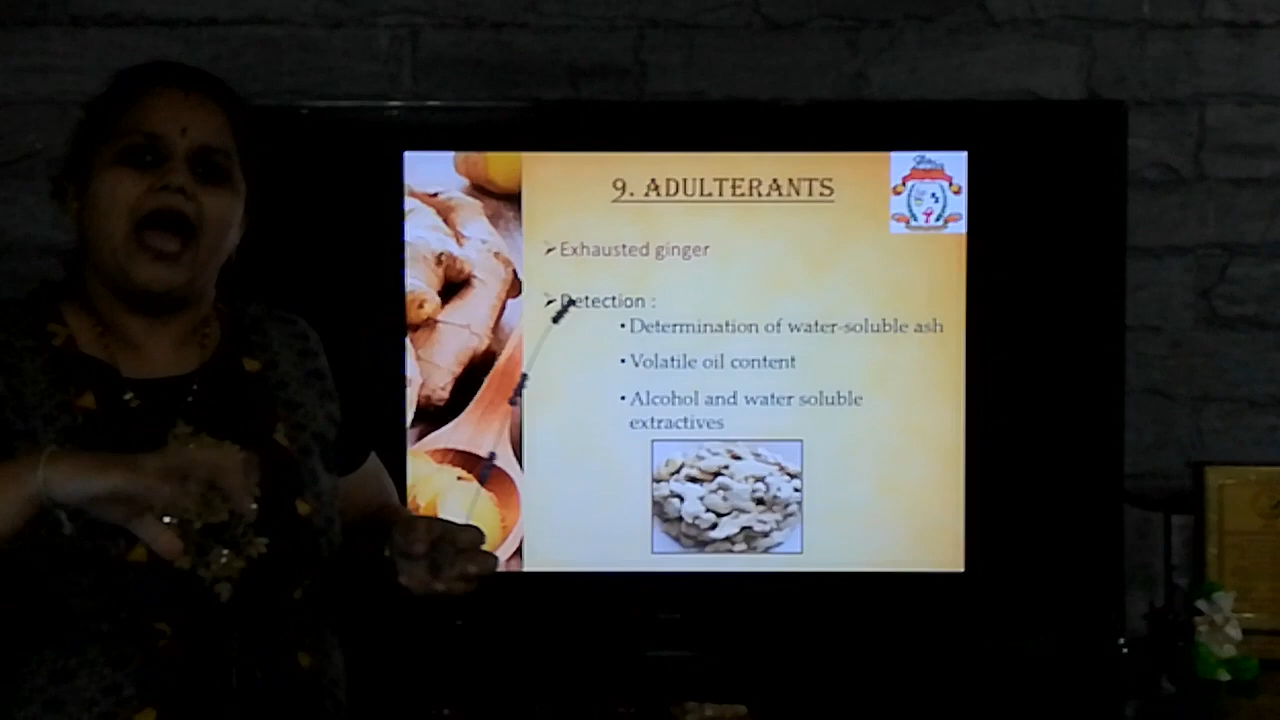 9. ADULTERANTS
➢Exhausted ginger
➢Detection :
•Determination of water-soluble ash
•Volatile oil content
•Alcohol and water soluble
extractives